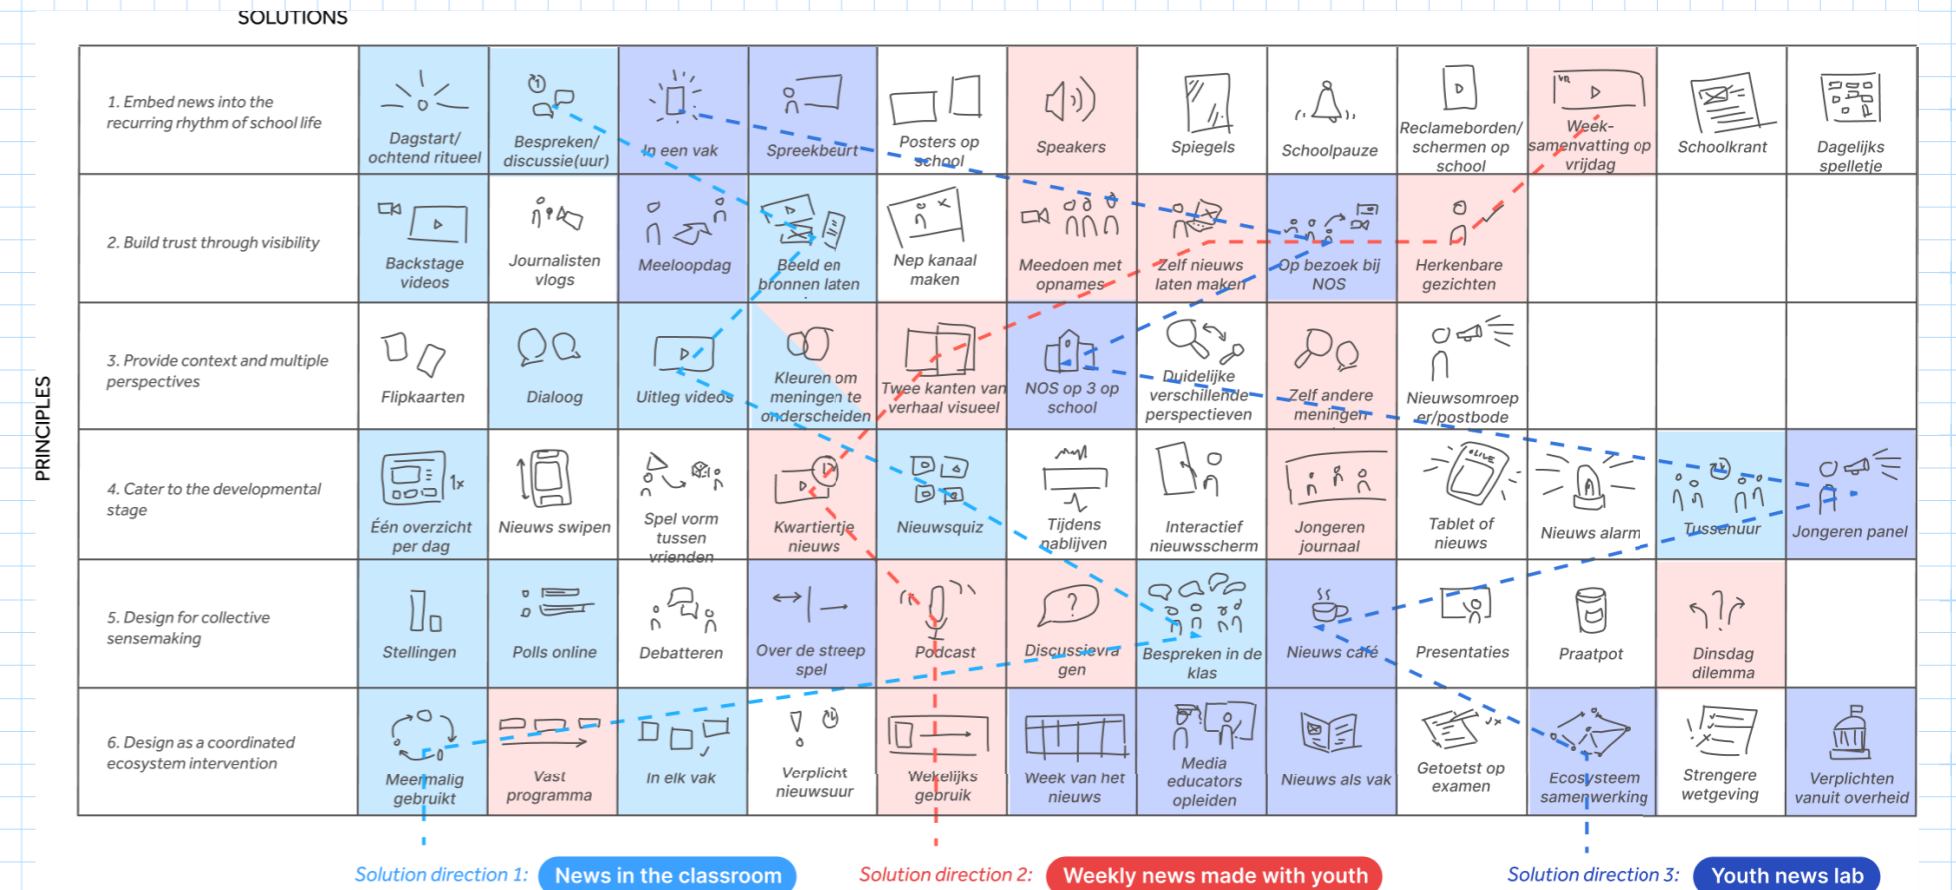 SOLUTIONS
PRINCIPLES
1. Embed news into the
recurring rhythm of school life
Dagstart/
ochtend ritueel
Bespreken/
discussie(uur)
In een vak
Spreekbeurt
Posters op
school
Speakers
Spiegels
Schoolpauze
Reclameborden/
schermen op
school
Week-
samenvatting op
vrijdag
Schoolkrant
Dagelijks
spelletje
2. Build trust through visibility
Backstage
videos
Journalisten
vlogs
Meeloopdag
Beeld en
bronnen laten
Nep kanaal
maken
Meedoen met
opnames
Zelf nieuws
laten maken
Op bezoek bij
NOS
Herkenbare
gezichten
3. Provide context and multiple
perspectives
Flipkaarten
Dialoog
Uitleg videos
Kleuren om
meningen te
onderscheiden
Twee kanten van
verhaal visueel
NOS op 3 op
school
Duidelijke
verschillende
perspectieven
Zelf andere
meningen
Nieuwsomroep
er/postbode
4. Cater to the developmental
stage
1x
Één overzicht
per dag
Nieuws swipen
Spel vorm
tussen
vrienden
Kwartiertje
nieuws
Nieuwsquiz
Tijdens
nablijven
Interactief
nieuwsscherm
Jongeren
journaal
LIVE
Tablet of
nieuws
Nieuws alarm
Tussenuur
Jongeren panel
5. Design for collective
sensemaking
Stellingen
Polls online
Debatteren
Over de streep
spel
Podcast
?
Discussievra
gen
Bespreken in de
klas
Nieuws café
Presentaties
Praatpot
?
Dinsdag
dilemma
6. Design as a coordinated
ecosystem intervention
Meermalig
gebruikt
Vast
programma
In elk vak
Verplicht
nieuwsuur
Wekelijks
gebruik
Week van het
nieuws
Media
educators
opleiden
Nieuws als vak
Getoetst op
examen
Ecosysteem
samenwerking
Strengere
wetgeving
Verplichten
vanuit overheid
Solution direction 1: News in the classroom
Solution direction 2: Weekly news made with youth
Solution direction 3: Youth news lab